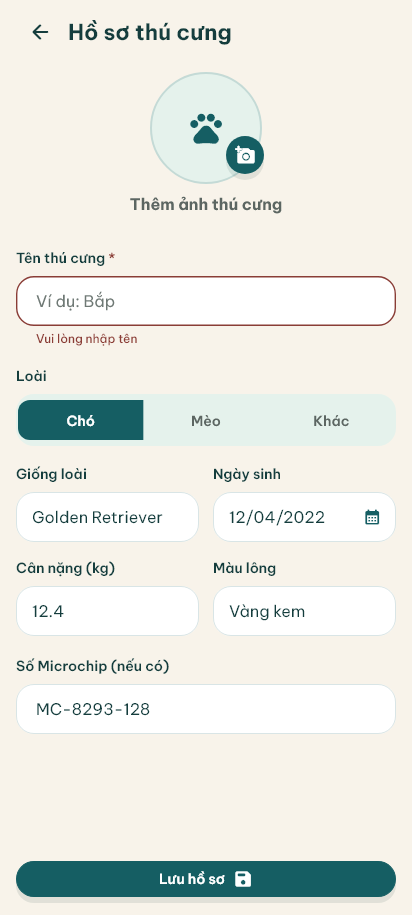 Hồ sơ thú cưng
Thêm ảnh thú cưng
Tên thú cưng *
Ví dụ: Bắp
Vui lòng nhập tên
Loài
Chó Mèo Khác
Giống loài Ngày sinh
Golden Retriever 12/04/2022
Cân nặng (kg) Màu lông
12.4 Vàng kem
Số Microchip (nếu có)
MC-8293-128
Lưu hồ sơ